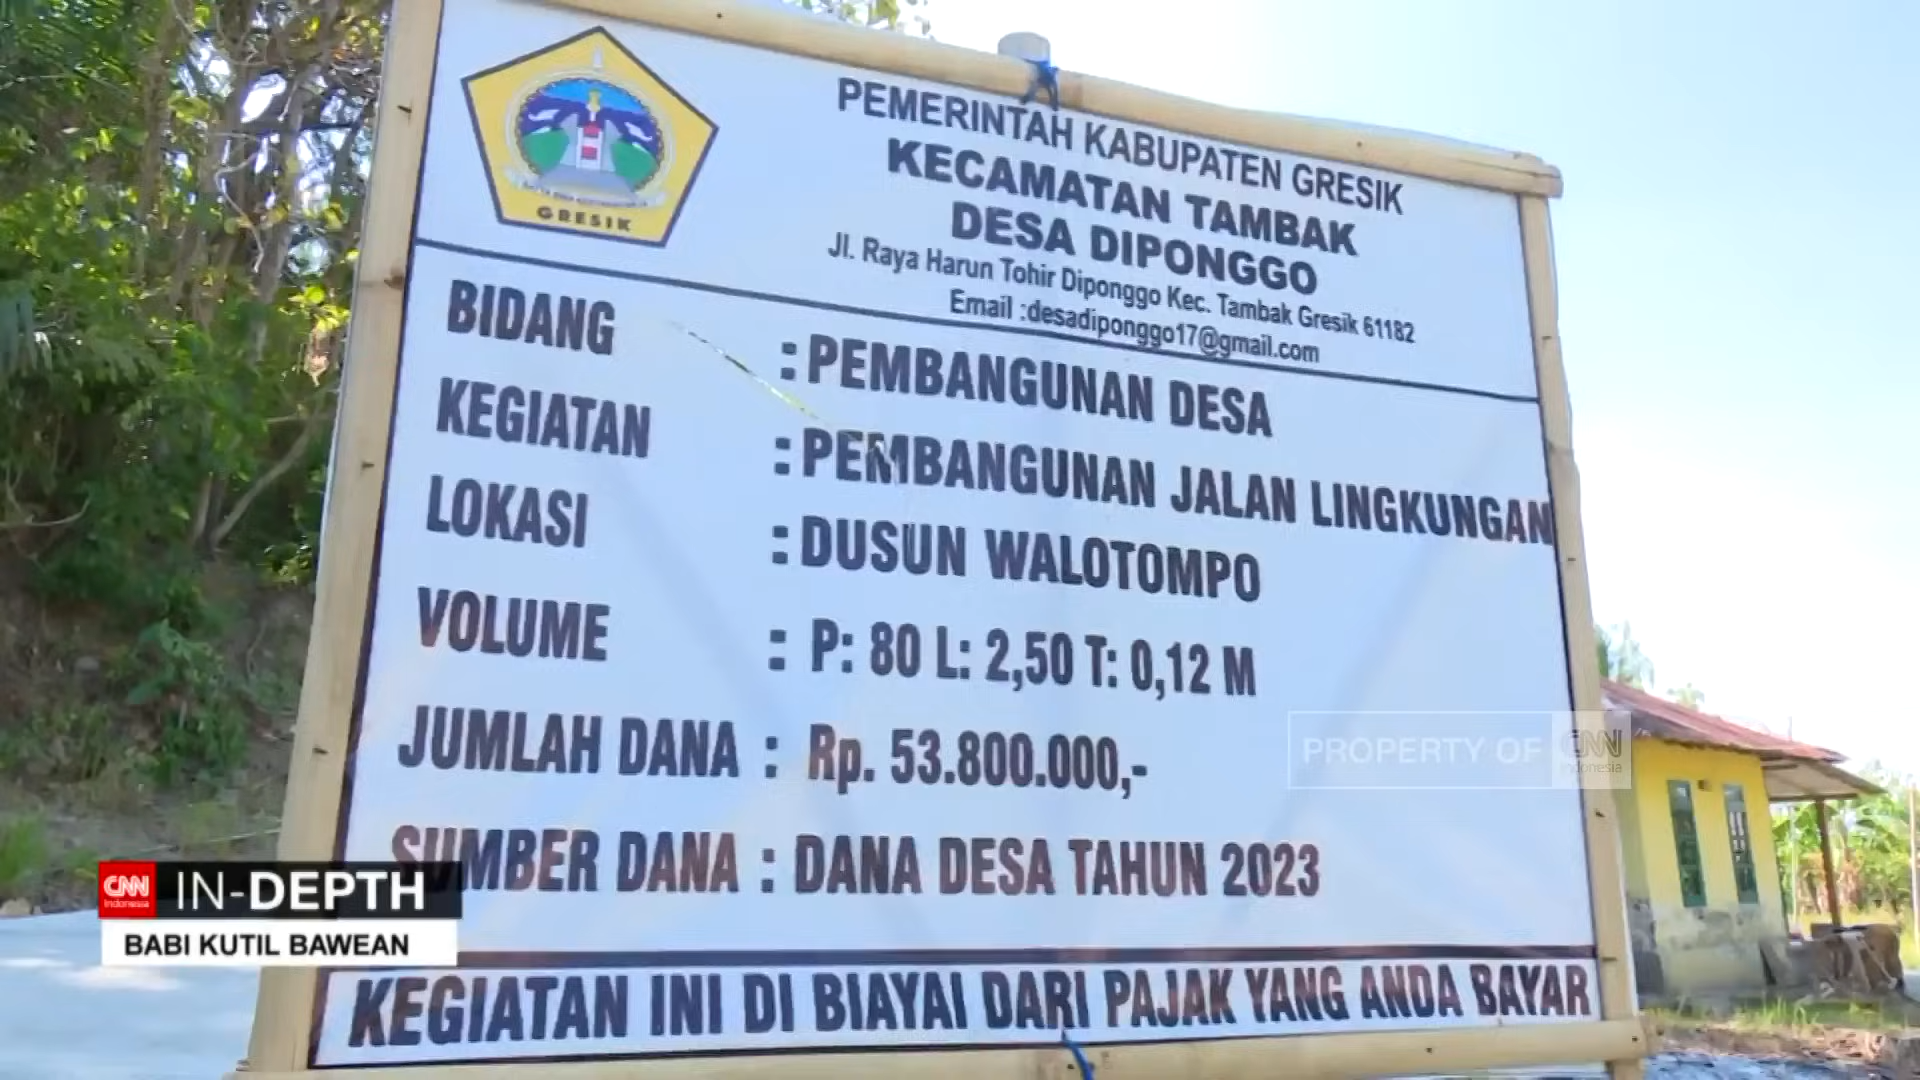 PEMERINTAH KABUPATEN GRESIK
KECAMATAN TAMBAK
DESA DIPONGGO
Jl. Raya Harun Tohir Diponggo Kec. Tambak Gresik 61182
Email :desadiponggo17@gmail.com
GRESIK
BIDANG : PEMBANGUNAN DESA
KEGIATAN : PEMBANGUNAN JALAN LINGKUNGAN
LOKASI : DUSUN WALOTOMPO
VOLUME : P: 80 L: 2,50 T: 0,12 M
JUMLAH DANA : Rp. 53.800.000,-
SUMBER DANA : DANA DESA TAHUN 2023
KEGIATAN INI DI BIAYAI DARI PAJAK YANG ANDA BAYAR
PROPERTY OF CNN Indonesia
CNN Indonesia IN-DEPTH
BABI KUTIL BAWEAN